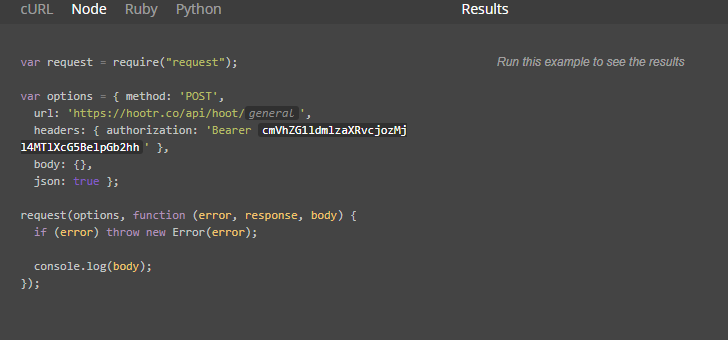 cURL Node Ruby Python Results
Run this example to see the results
var request = require("request");
var options = { method: 'POST',
url: 'https://hootr.co/api/hoot/general',
headers: { authorization: 'Bearer cmVhZG1ldmlzaXRvcjozMj
l4MTlXcG5BelpGb2hh' },
body: {},
json: true };
request(options, function (error, response, body) {
if (error) throw new Error(error);
console.log(body);
});